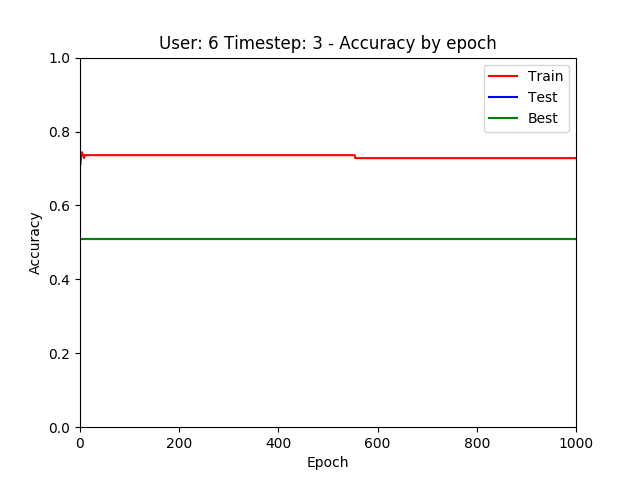 User: 6 Timestep: 3 - Accuracy by epoch
1.0
0.8
0.6
0.4
0.2
0.0
Accuracy
Train
Test
Best
0 200 400 600 800 1000
Epoch